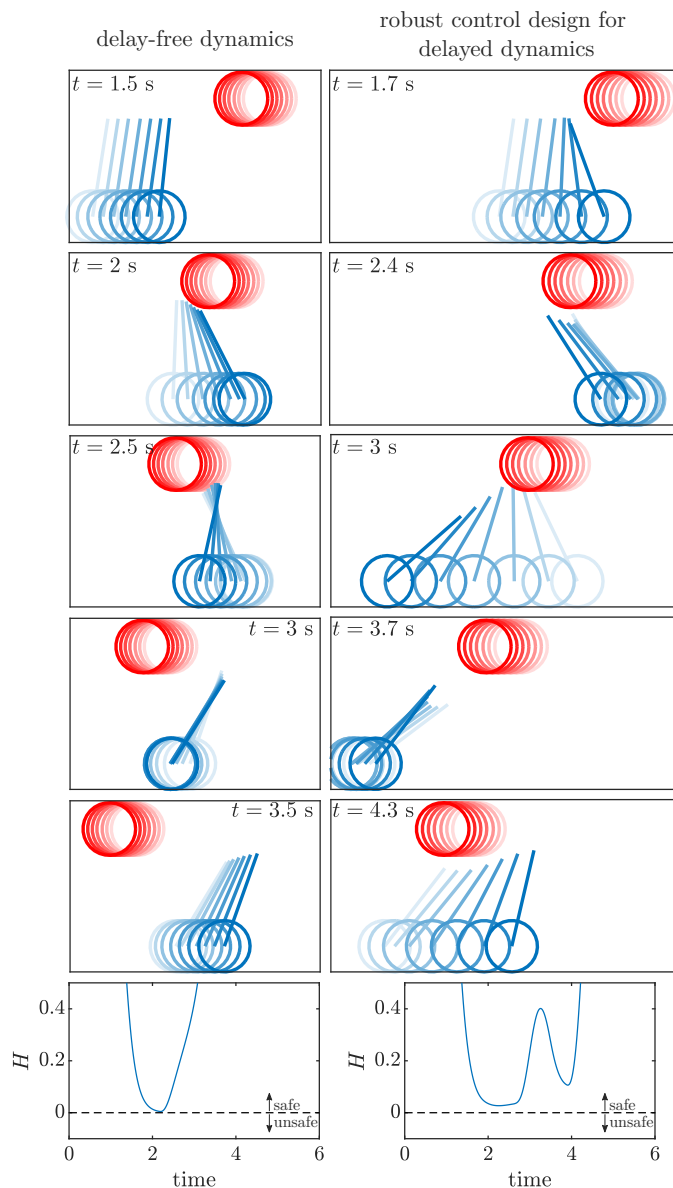 delay-free dynamics
robust control design for
delayed dynamics
t = 1.5 s
t = 1.7 s
t = 2 s
t = 2.4 s
t = 2.5 s
t = 3 s
t = 3 s
t = 3.7 s
t = 3.5 s
t = 4.3 s
0.4
0.2
0
H
safe
unsafe
0 2 4 6
time
0.4
0.2
0
H
safe
unsafe
0 2 4 6
time